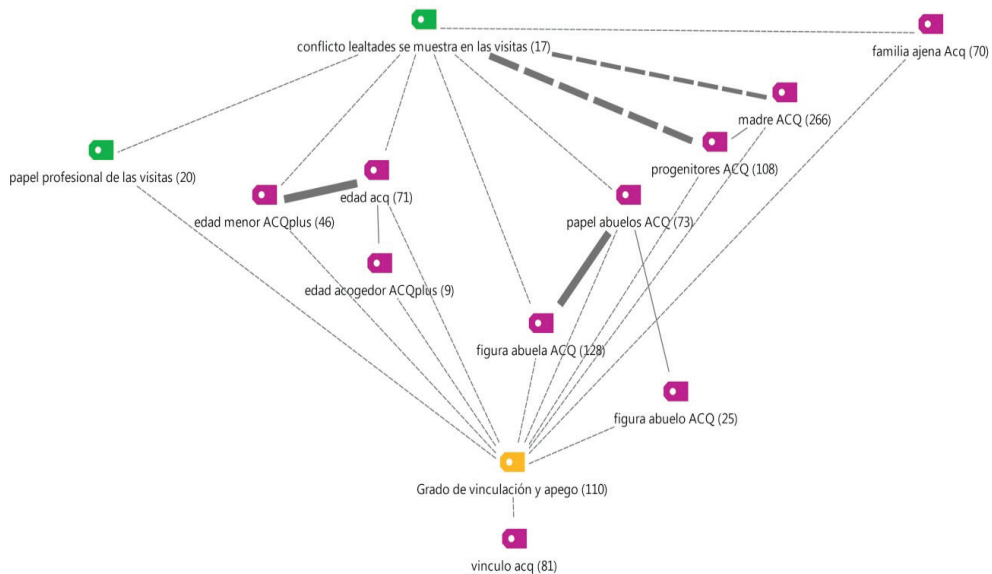 conflicto lealtades se muestra en las visitas (17)
familia ajena Acq (70)
madre ACQ (266)
progenitores ACQ (108)
papel profesional de las visitas (20)
edad menor ACQplus (46)
edad acq (71)
papel abuelos ACQ (73)
edad acogedor ACQplus (9)
figura abuela ACQ (128)
figura abuelo ACQ (25)
Grado de vinculación y apego (110)
vinculo acq (81)